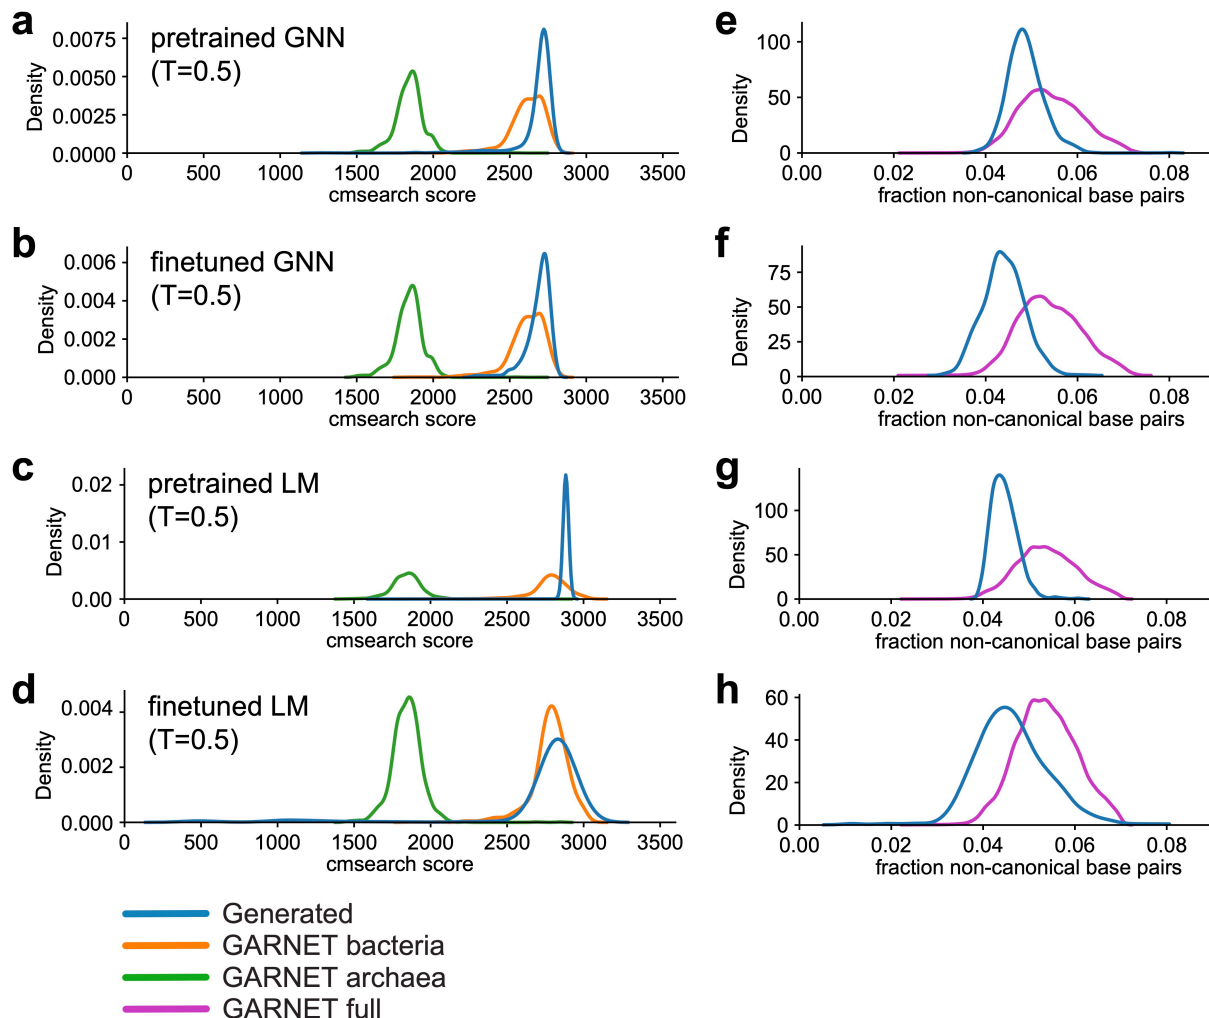 a
pretrained GNN
(T=0.5)
Density
0.0075
0.0050
0.0025
0.0000
0 500 1000 1500 2000 2500 3000 3500
cmsearch score
e
Density
100
50
0
0.00 0.02 0.04 0.06 0.08
fraction non-canonical base pairs
b
finetuned GNN
(T=0.5)
Density
0.006
0.004
0.002
0.000
0 500 1000 1500 2000 2500 3000 3500
cmsearch score
f
Density
75
50
25
0
0.00 0.02 0.04 0.06 0.08
fraction non-canonical base pairs
c
pretrained LM
(T=0.5)
Density
0.02
0.01
0.00
0 500 1000 1500 2000 2500 3000 3500
cmsearch score
g
Density
100
50
0
0.00 0.02 0.04 0.06 0.08
fraction non-canonical base pairs
d
finetuned LM
(T=0.5)
Density
0.004
0.002
0.000
0 500 1000 1500 2000 2500 3000 3500
cmsearch score
h
Density
60
40
20
0
0.00 0.02 0.04 0.06 0.08
fraction non-canonical base pairs
Generated
GARNET bacteria
GARNET archaea
GARNET full